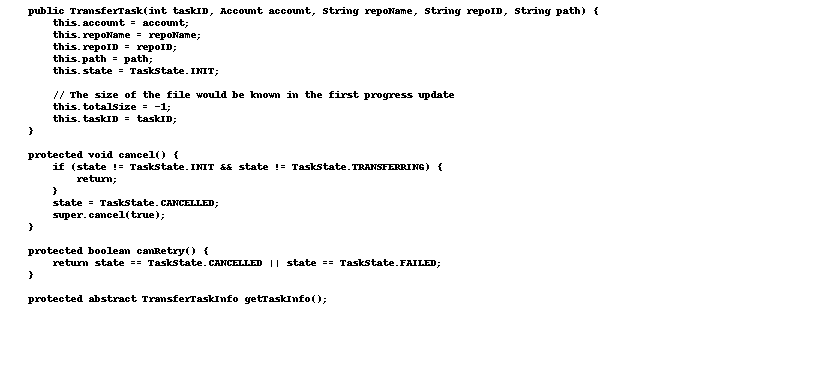 public TransferTask(int taskID, Account account, String repoName, String repoID, String path) {
this.account = account;
this.repoName = repoName;
this.repoID = repoID;
this.path = path;
this.state = TaskState.INIT;
// The size of the file would be known in the first progress update
this.totalSize = -1;
this.taskID = taskID;
}
protected void cancel() {
if (state != TaskState.INIT && state != TaskState.TRANSFERRING) {
return;
}
state = TaskState.CANCELLED;
super.cancel(true);
}
protected boolean canRetry() {
return state == TaskState.CANCELLED || state == TaskState.FAILED;
}
protected abstract TransferTaskInfo getTaskInfo();